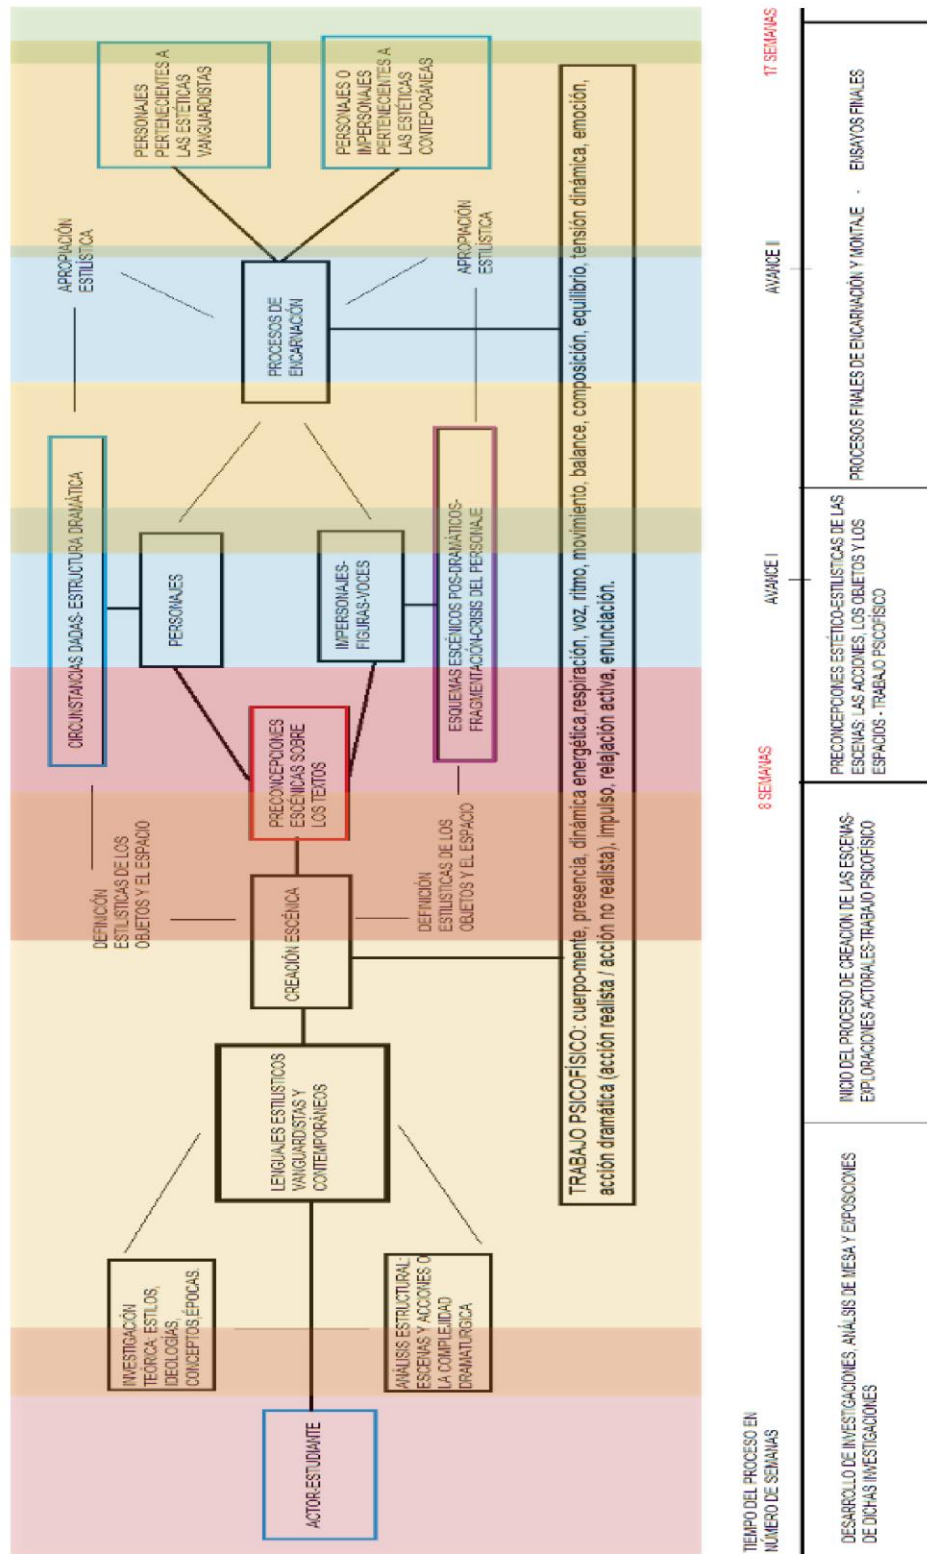 ACTOR-ESTUDIANTE
INVESTIGACIÓN
TEÓRCA: ESTILOS,
IDEOLOGÍAS,
CONCEPTOS,ÉPOCAS.
ANÁLISIS ESTRUCTURAL:
ESCENAS Y ACCIONES O
LA COMPLEJIDAD
DRAMATURGICA
LENGUAJES ESTILISTICOS
VANGUARDISTAS Y
CONTEMPORÁNEOS
CREACIÓN ESCÉNICA
DEFINICIÓN
ESTILISTICAS DE LOS
OBJETOS Y EL ESPACIO
DEFINICIÓN
ESTILISTICAS DE LOS
OBJETOS Y EL ESPACIO
PRECONCEPCIONES
ESCÉNICAS SOBRE
LOS TEXTOS
CIRCUNSTANCIAS DADAS- ESTRUCTURA DRAMÁTICA
PERSONAJES
IMPERSONAJES-
FIGURAS-VOCES
ESQUEMAS ESCÉNICOS POS-DRAMÁTICOS-
FRAGMENTACIÓN-CRISIS DEL PERSONAJE
PROCESOS DE
ENCARNACIÓN
APROPIACIÓN
ESTILÍSTICA
APROPIACIÓN
ESTILÍSTICA
PERSONAJES
PERTENECIENTES A
LAS ESTÉTICAS
VANGUARDISTAS
PERSONAJES O
IMPERSONAJES
PERTENECIENTES A
LAS ESTÉTICAS
CONTEPORÁNEAS
TRABAJO PSICOFÍSICO: cuerpo-mente, presencia, dinámica energética,respiración, voz, ritmo, movimiento, balance, composición, equilibrio, tensión dinámica, emoción,
acción dramática (acción realista / acción no realista), impulso, relajación activa, enunciación.
TIEMPO DEL PROCESO EN
NÚMERO DE SEMANAS
8 SEMANAS
AVANCE I
AVANCE II
17 SEMANAS
DESARROLLO DE INVESTIGACIONES, ANÁLISIS DE MESA Y EXPOSICIONES
DE DICHAS INVESTIGACIONES
INICIO DEL PROCESO DE CREACION DE LAS ESCENAS-
EXPLORACIONES ACTORALES-TRABAJO PSICOFÍSICO
PRECONCEPCIONES ESTÉTICO-ESTILISTICAS DE LAS
ESCENAS: LAS ACCIONES, LOS OBJETOS Y LOS
ESPACIOS - TRABAJO PSICOFÍSICO
PROCESOS FINALES DE ENCARNACIÓN Y MONTAJE - ENSAYOS FINALES